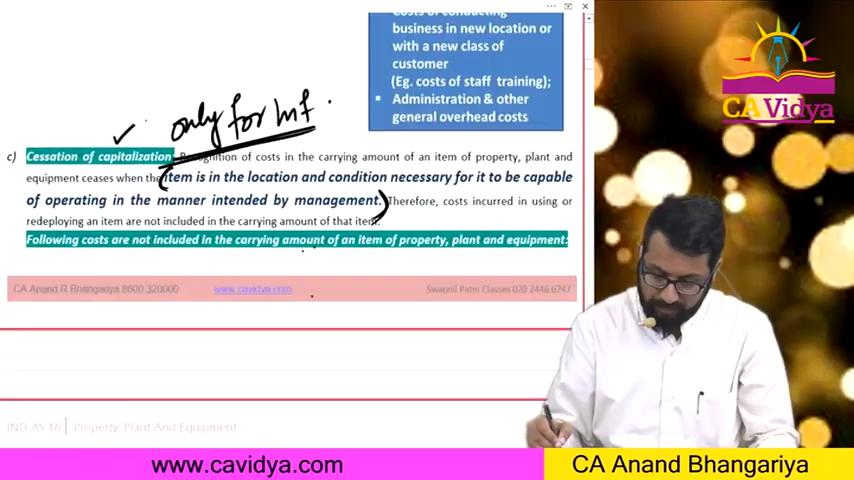 Costs of conducting
business in new location or
with a new class of
customer
(Eg. costs of staff training);
▪ Administration & other
general overhead costs
only for Inf.
c) Cessation of capitalization: Recognition of costs in the carrying amount of an item of property, plant and
equipment ceases when the item is in the location and condition necessary for it to be capable
of operating in the manner intended by management. Therefore, costs incurred in using or
redeploying an item are not included in the carrying amount of that item.
Following costs are not included in the carrying amount of an item of property, plant and equipment:
CA Anand R Bhangariya 8600 320000 www.cavidya.com Swapnil Patni Classes 020 2446 6747
IND AS 16 | Property, Plant And Equipment
CA Vidya
www.cavidya.com
CA Anand Bhangariya